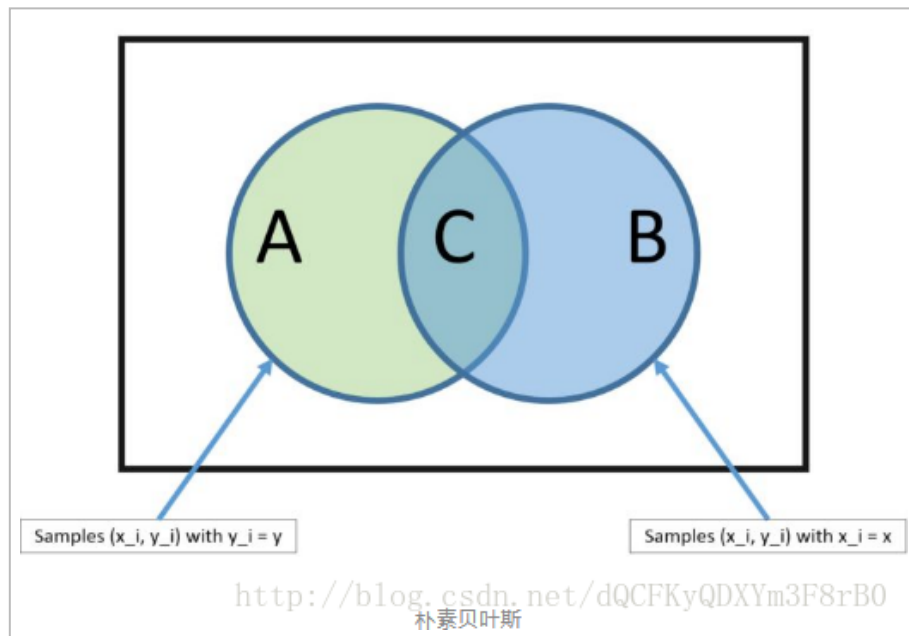 A C B
Samples (x_i, y_i) with y_i = y
Samples (x_i, y_i) with x_i = x
http://blog.csdn.net/dQCFKyQDXYm3F8rB0
朴素贝叶斯